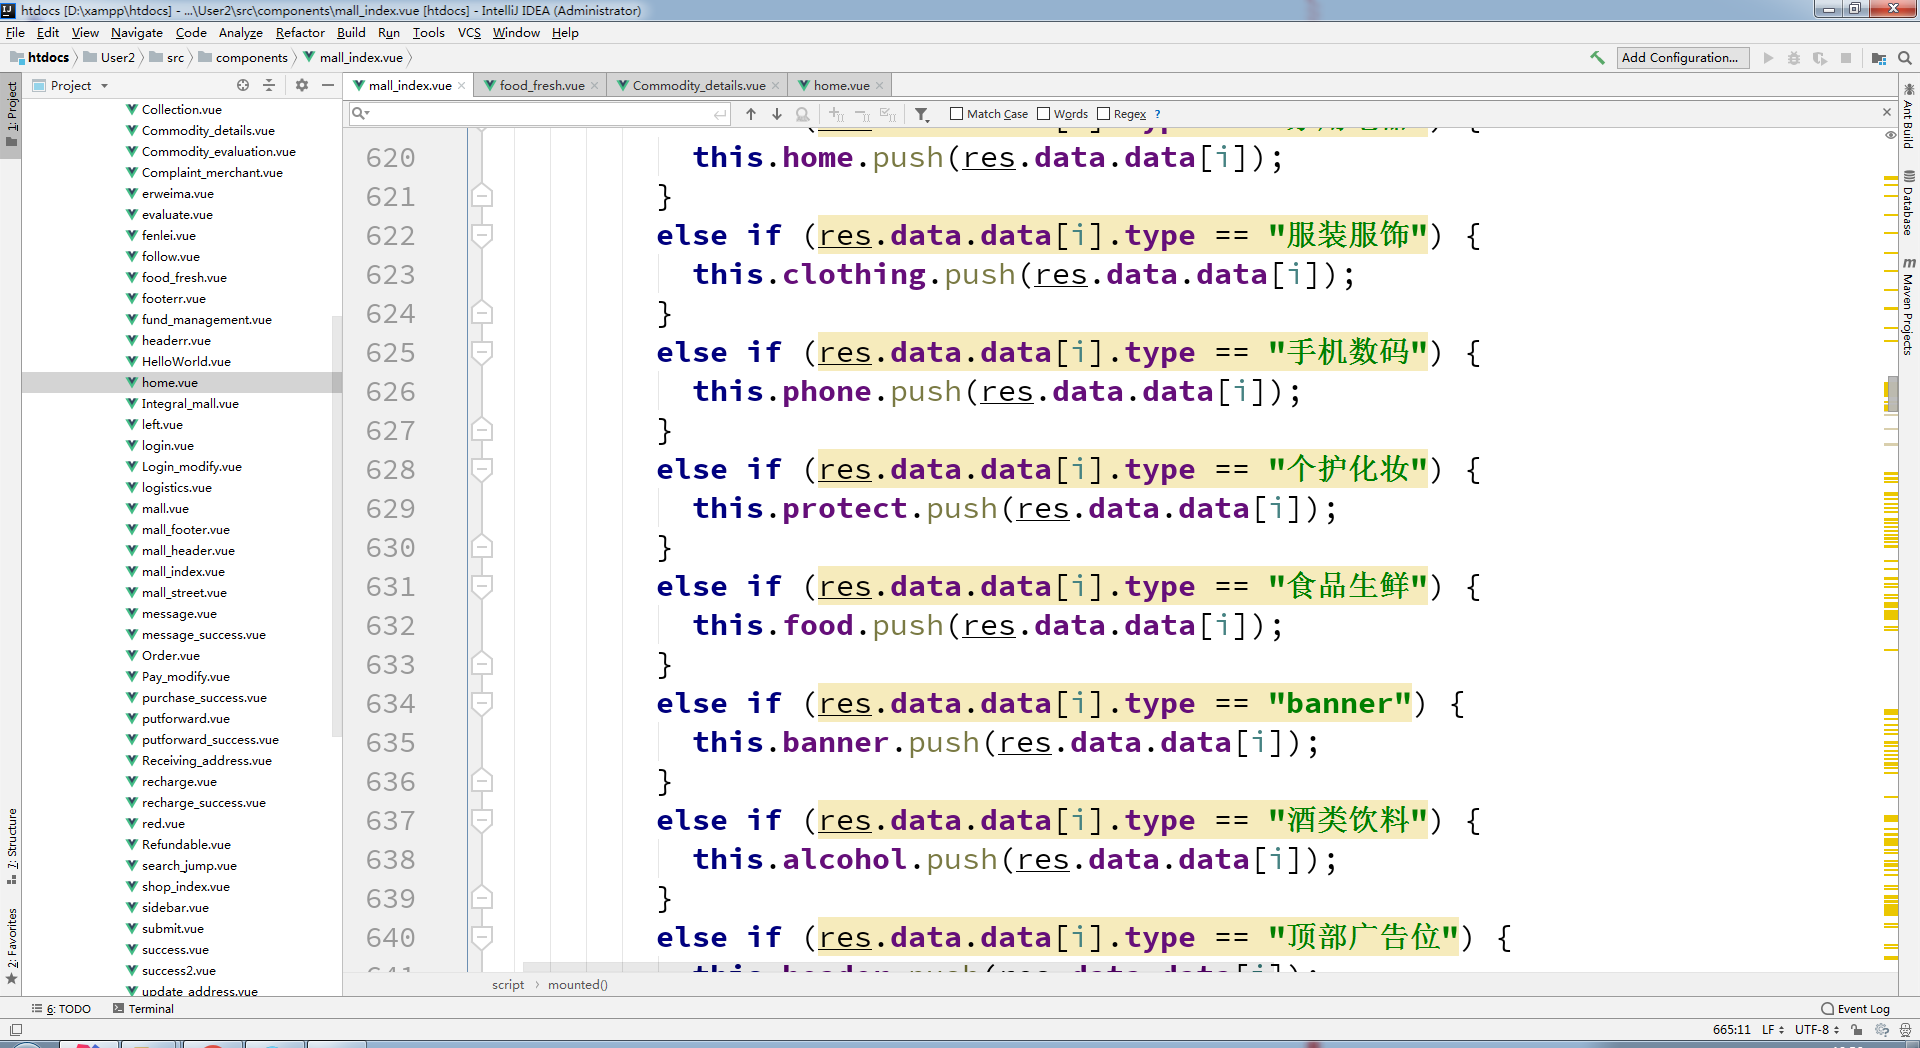 htdocs [D:\xampp\htdocs] - ...\User2\src\components\mall_index.vue [htdocs] - IntelliJ IDEA (Administrator)
File Edit View Navigate Code Analyze Refactor Build Run Tools VCS Window Help
htdocs User2 src components mall_index.vue Add Configuration...
Project mall_index.vue food_fresh.vue Commodity_details.vue home.vue
Match Case Words Regex ?
1: Project
7: Structure
2: Favorites
Collection.vue
Commodity_details.vue
Commodity_evaluation.vue
Complaint_merchant.vue
erweima.vue
evaluate.vue
fenlei.vue
follow.vue
food_fresh.vue
footerr.vue
fund_management.vue
headerr.vue
HelloWorld.vue
home.vue
Integral_mall.vue
left.vue
login.vue
Login_modify.vue
logistics.vue
mall.vue
mall_footer.vue
mall_header.vue
mall_index.vue
mall_street.vue
message.vue
message_success.vue
Order.vue
Pay_modify.vue
purchase_success.vue
putforward.vue
putforward_success.vue
Receiving_address.vue
recharge.vue
recharge_success.vue
red.vue
Refundable.vue
search_jump.vue
shop_index.vue
sidebar.vue
submit.vue
success.vue
success2.vue
update_address.vue
620 this.home.push(res.data.data[i]);
621 }
622 else if (res.data.data[i].type == "服装服饰") {
623 this.clothing.push(res.data.data[i]);
624 }
625 else if (res.data.data[i].type == "手机数码") {
626 this.phone.push(res.data.data[i]);
627 }
628 else if (res.data.data[i].type == "个护化妆") {
629 this.protect.push(res.data.data[i]);
630 }
631 else if (res.data.data[i].type == "食品生鲜") {
632 this.food.push(res.data.data[i]);
633 }
634 else if (res.data.data[i].type == "banner") {
635 this.banner.push(res.data.data[i]);
636 }
637 else if (res.data.data[i].type == "酒类饮料") {
638 this.alcohol.push(res.data.data[i]);
639 }
640 else if (res.data.data[i].type == "顶部广告位") {
641 this.header.push(res.data.data[i]);
script mounted()
Ant Build
Database
Maven Projects
6: TODO Terminal Event Log
665:11 LF UTF-8